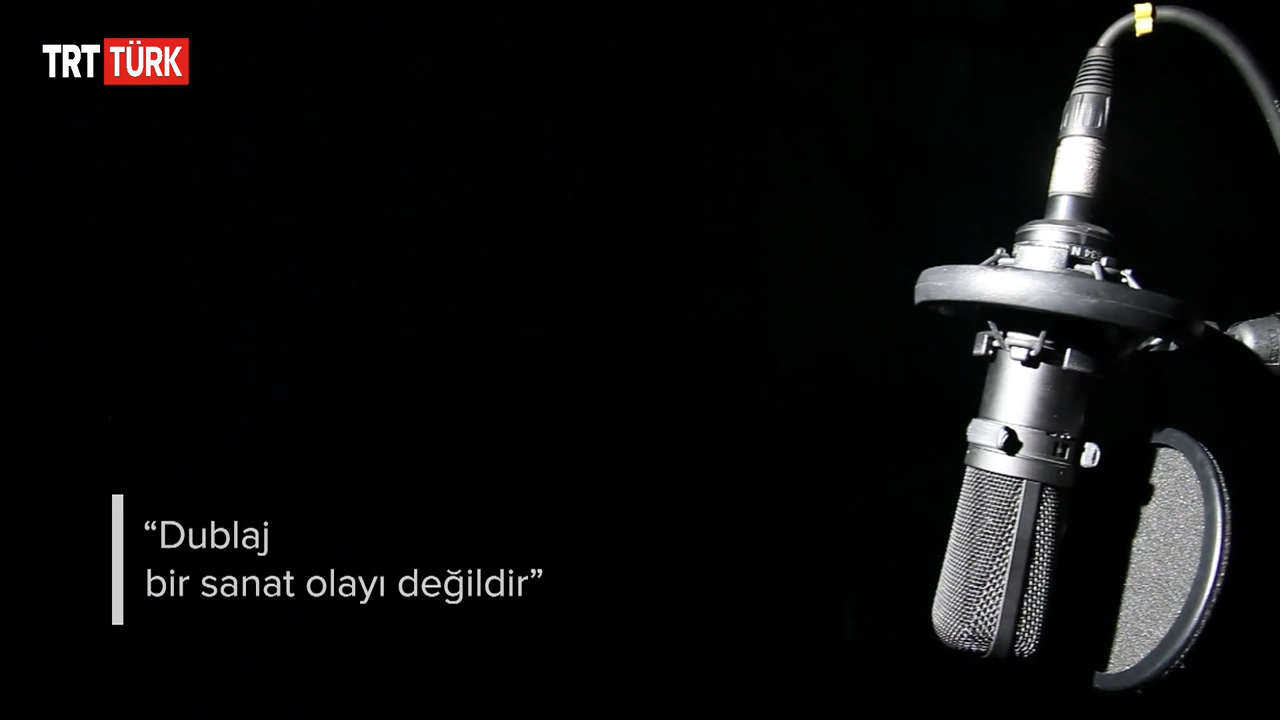 TRT TÜRK
“Dublaj
bir sanat olayı değildir”